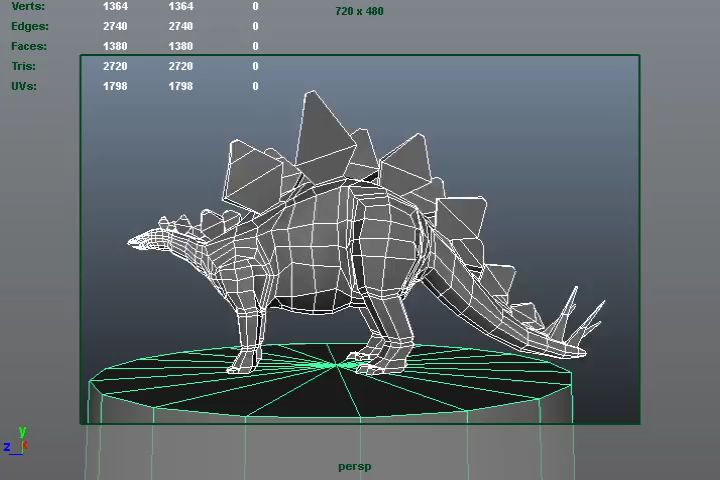 Verts: 1364 1364 0
720 x 480
Edges: 2740 2740 0
Faces: 1380 1380 0
Tris: 2720 2720 0
UVs: 1798 1798 0
y
z x
persp